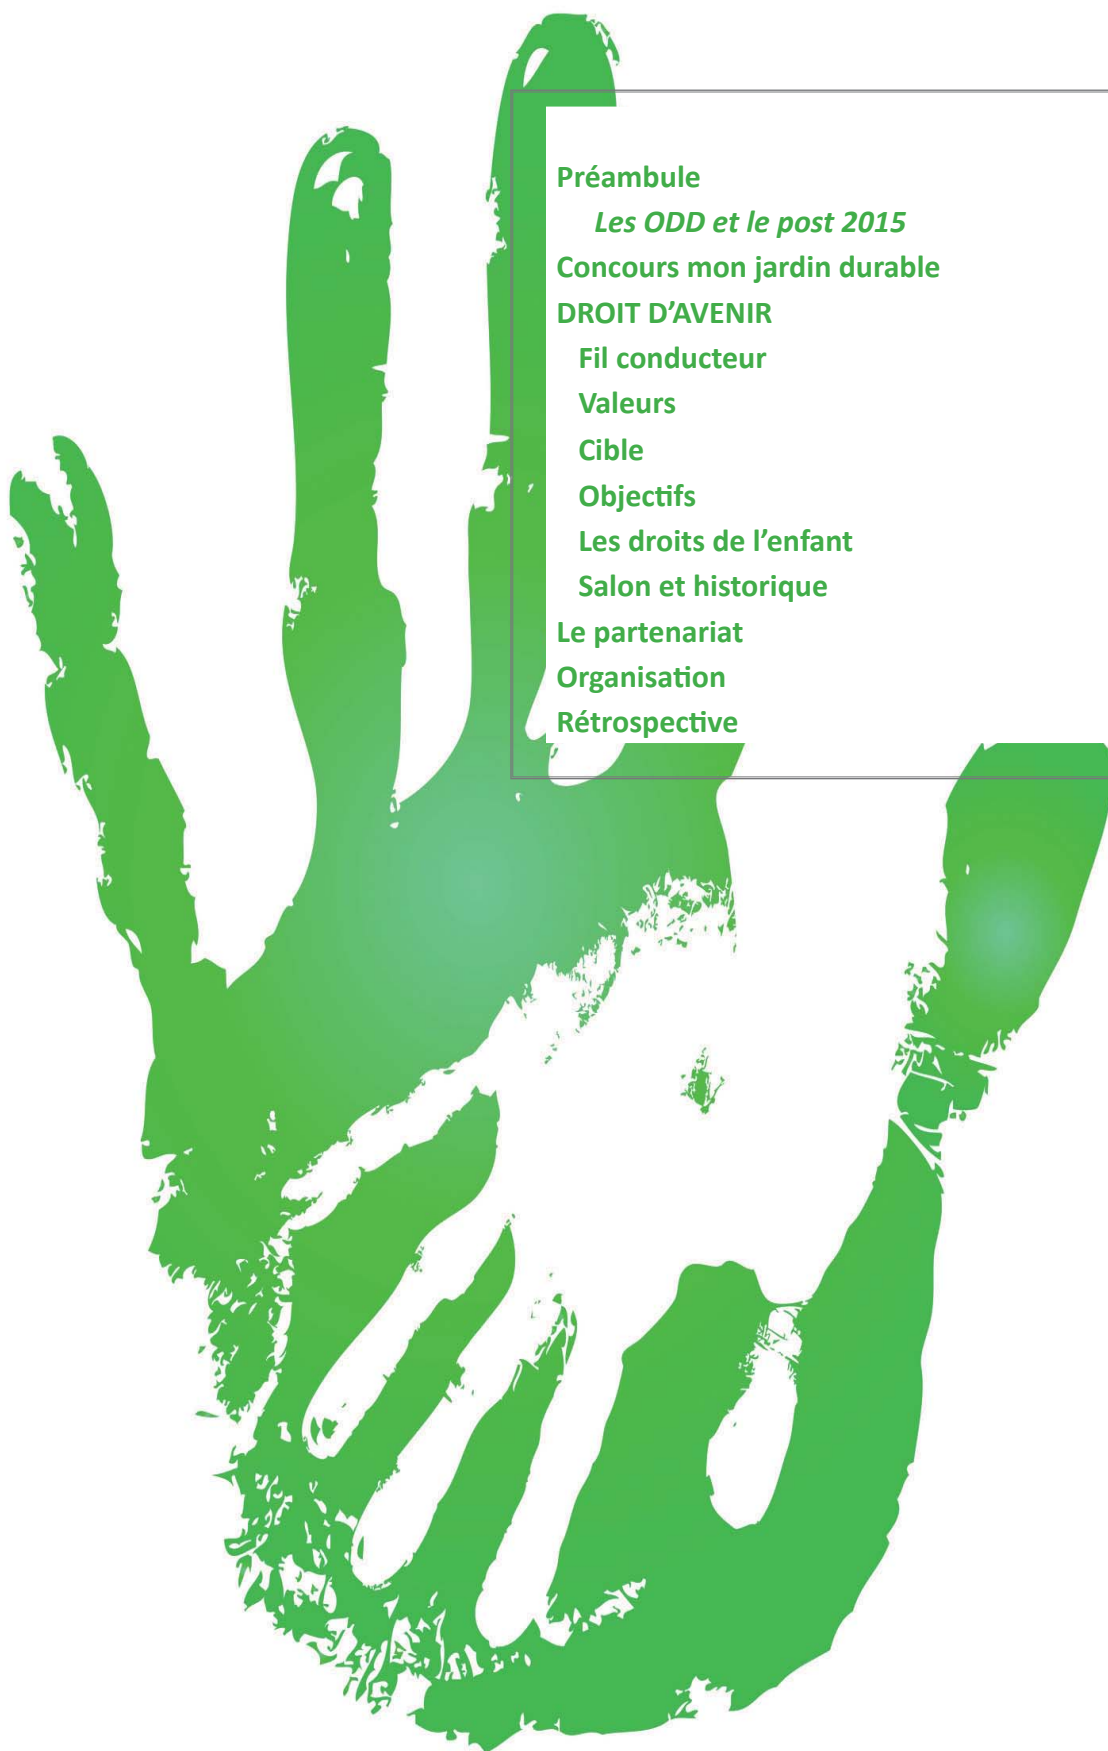 Préambule
Les ODD et le post 2015
Concours mon jardin durable
DROIT D’AVENIR
Fil conducteur
Valeurs
Cible
Objectifs
Les droits de l’enfant
Salon et historique
Le partenariat
Organisation
Rétrospective